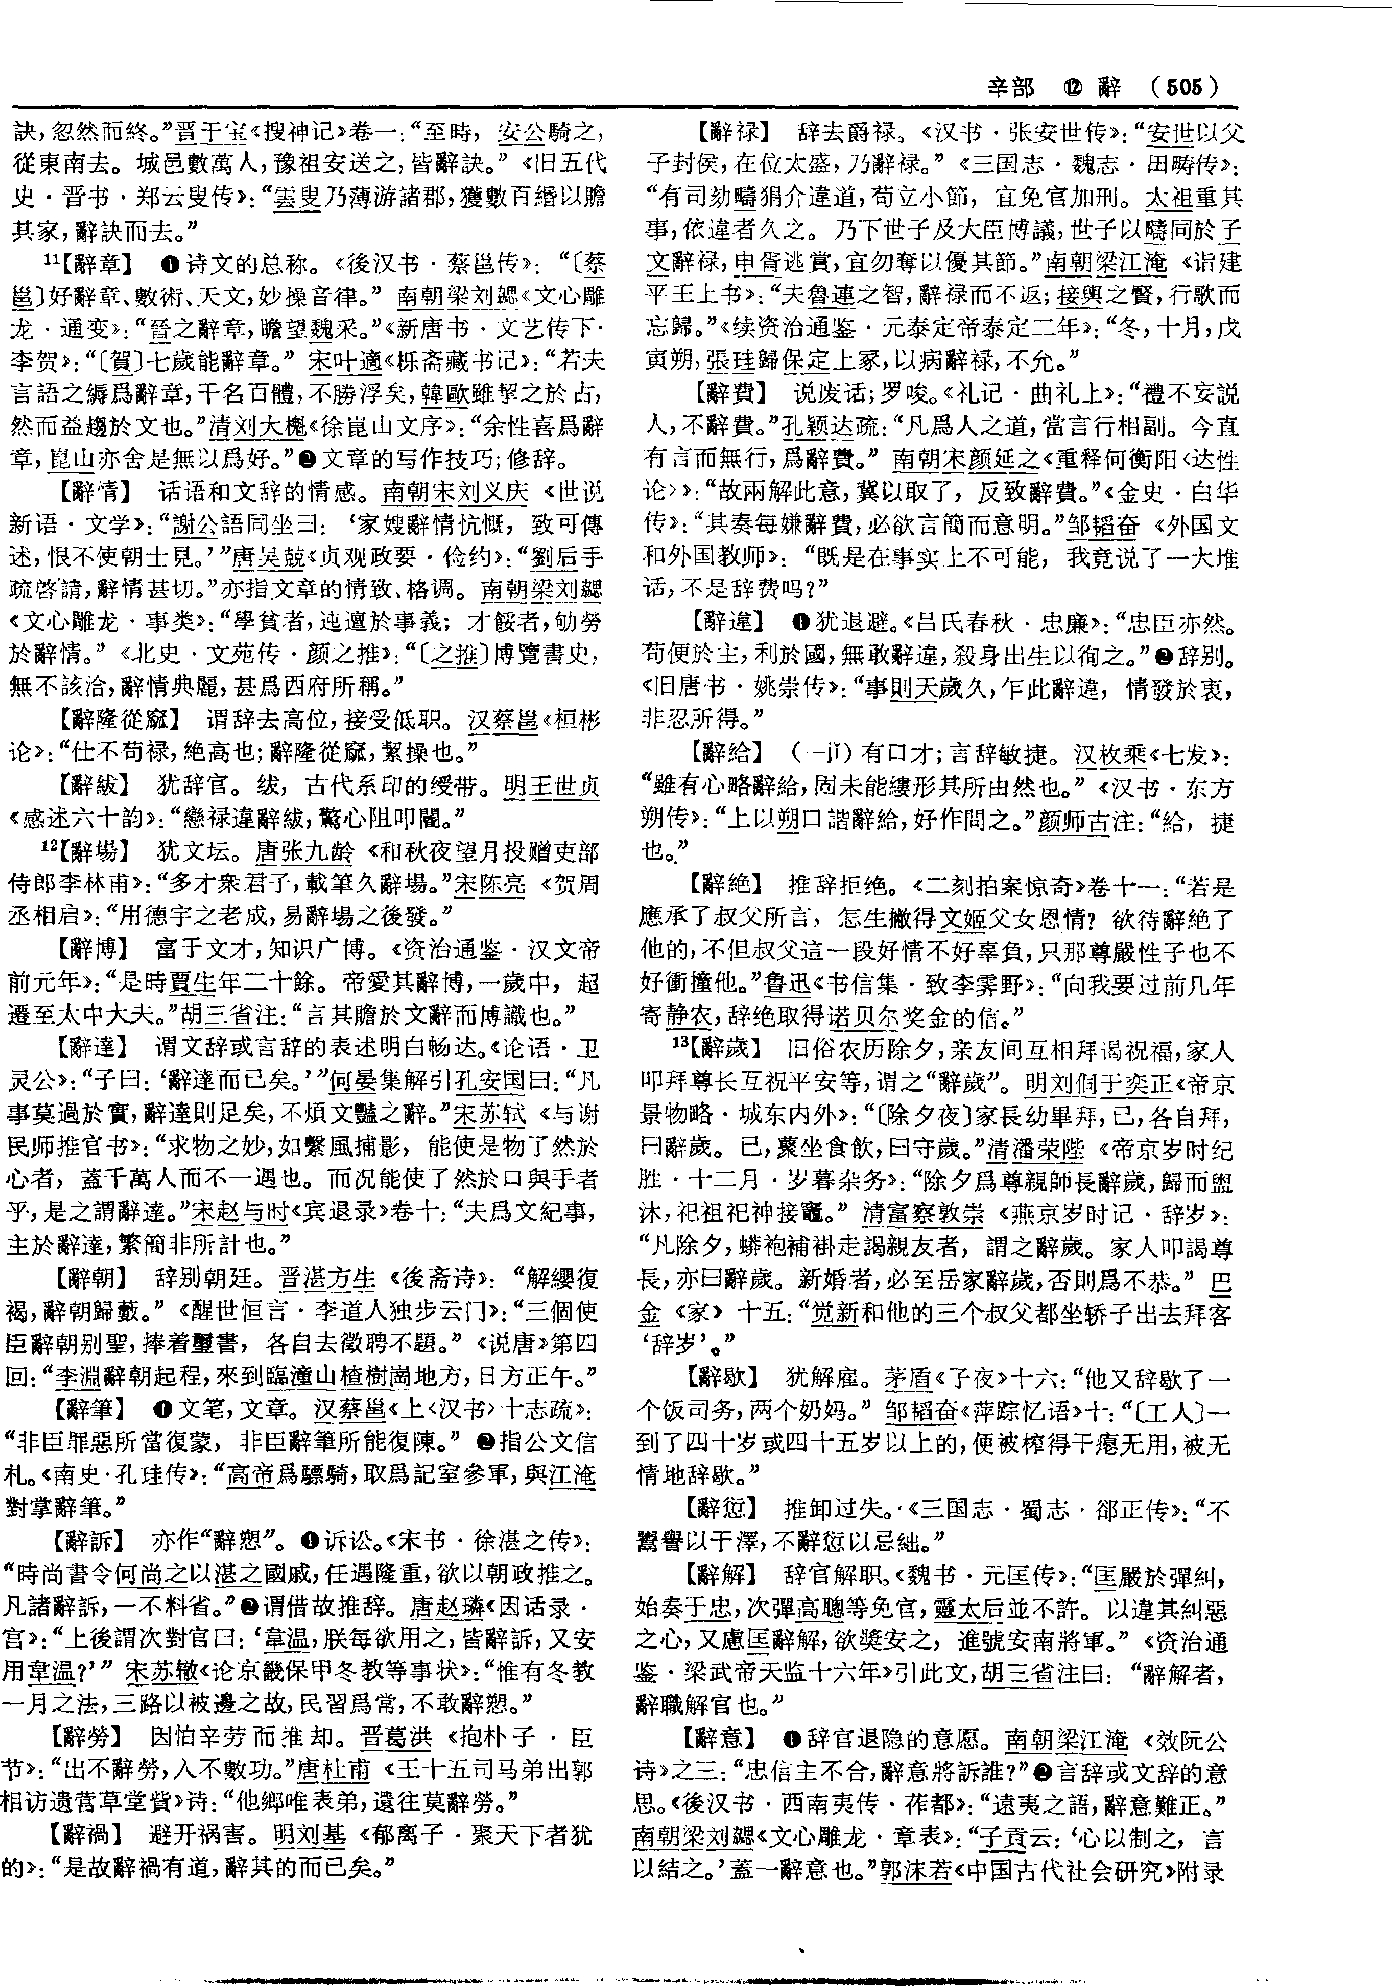 辛部 ⑫ 辭 (505)
訣，忽然而终。”晋干宝《搜神记》卷一：“至時，安公騎之，
從東南去。城邑數萬人，豫祖安送之，皆辭訣。”《旧五代
史·晋书·郑云叟传》：“雲叟乃薄游諸郡，獲數百緡以贍
其家，辭訣而去。”
¹¹【辭章】 ❶诗文的总称。《後汉书·蔡邕传》：“〔蔡
邕〕好辭章、數術、天文，妙操音律。”南朝梁刘勰《文心雕
龙·通变》：“晉之辭章，瞻望魏采。”《新唐书·文艺传下·
李贺》：“〔賀〕七歲能辭章。”宋叶適《栎斋藏书记》：“若夫
言語之縟爲辭章，千名百體，不勝浮矣，韓歐雖挈之於古，
然而益趨於文也。”清刘大櫆《徐崑山文序》：“余性喜爲辭
章，崑山亦舍是無以爲好。”❷文章的写作技巧；修辞。
【辭情】 话语和文辞的情感。南朝宋刘义庆《世说
新语·文学》：“謝公語同坐曰：‘家嫂辭情忼慨，致可傳
述，恨不使朝士見。’”唐吴兢《贞观政要·俭约》：“劉后手
疏啓請，辭情甚切。”亦指文章的情致、格调。南朝梁刘勰
《文心雕龙·事类》：“學貧者，迍邅於事義；才餒者，劬勞
於辭情。”《北史·文苑传·颜之推》：“〔之推〕博覽書史，
無不該洽，辭情典麗，甚爲西府所稱。”
【辭隆從窳】 谓辞去高位，接受低职。汉蔡邕《桓彬
论》：“仕不苟禄，絶高也；辭隆從窳，絜操也。”
【辭紱】 犹辞官。绂，古代系印的绶带。明王世贞
《感述六十韵》：“戀禄違辭紱，驚心阻叩閽。”
¹²【辭場】 犹文坛。唐张九龄《和秋夜望月投赠吏部
侍郎李林甫》：“多才衆君子，載筆久辭場。”宋陈亮《贺周
丞相启》：“用德宇之老成，易辭場之後發。”
【辭博】 富于文才，知识广博。《资治通鉴·汉文帝
前元年》：“是時賈生年二十餘。帝愛其辭博，一歲中，超
遷至太中大夫。”胡三省注：“言其贍於文辭而博識也。”
【辭達】 谓文辞或言辞的表述明白畅达。《论语·卫
灵公》：“子曰：‘辭達而已矣。’”何晏集解引孔安国曰：“凡
事莫過於實，辭達則足矣，不煩文豔之辭。”宋苏轼《与谢
民师推官书》：“求物之妙，如繫風捕影，能使是物了然於
心者，蓋千萬人而不一遇也。而況能使了然於口與手者
乎，是之謂辭達。”宋赵与时《宾退录》卷十：“夫爲文紀事，
主於辭達，繁簡非所計也。”
【辭朝】 辞别朝廷。晋湛方生《後斋诗》：“解纓復
褐，辭朝歸藪。”《醒世恒言·李道人独步云门》：“三個使
臣辭朝别聖，捧着璽書，各自去徵聘不題。”《说唐》第四
回：“李淵辭朝起程，來到臨潼山楂樹崗地方，日方正午。”
【辭筆】 ❶文笔，文章。汉蔡邕《上〈汉书〉十志疏》：
“非臣罪惡所當復蒙，非臣辭筆所能復陳。”❷指公文信
札。《南史·孔珪传》：“高帝爲驃騎，取爲記室參軍，與江淹
對掌辭筆。”
【辭訴】 亦作“辭愬”。❶诉讼。《宋书·徐湛之传》：
“時尚書令何尚之以湛之國戚，任遇隆重，欲以朝政推之。
凡諸辭訴，一不料省。”❷谓借故推辞。唐赵璘《因话录·
宫》：“上後謂次對官曰：‘韋温，朕每欲用之，皆辭訴，又安
用韋温？’”宋苏辙《论京畿保甲冬教等事状》：“惟有冬教
一月之法，三路以被邊之故，民習爲常，不敢辭愬。”
【辭勞】 因怕辛劳而推却。晋葛洪《抱朴子·臣
节》：“出不辭勞，入不數功。”唐杜甫《王十五司马弟出郭
相访遗营草堂赀》诗：“他鄉唯表弟，還往莫辭勞。”
【辭禍】 避开祸害。明刘基《郁离子·聚天下者犹
的》：“是故辭禍有道，辭其的而已矣。”
【辭禄】 辞去爵禄。《汉书·张安世传》：“安世以父
子封侯，在位太盛，乃辭禄。”《三国志·魏志·田畴传》：
“有司劾疇狷介違道，苟立小節，宜免官加刑。太祖重其
事，依違者久之。乃下世子及大臣博議，世子以疇同於子
文辭禄，申胥逃賞，宜勿奪以優其節。”南朝梁江淹《诣建
平王上书》：“夫魯連之智，辭禄而不返；接輿之賢，行歌而
忘歸。”《续资治通鉴·元泰定帝泰定二年》：“冬，十月，戊
寅朔，張珪歸保定上冢，以病辭禄，不允。”
【辭費】 说废话；罗唆。《礼记·曲礼上》：“禮不妄説
人，不辭費。”孔颖达疏：“凡爲人之道，當言行相副。今直
有言而無行，爲辭費。”南朝宋颜延之《重释何衡阳〈达性
论〉》：“故兩解此意，冀以取了，反致辭費。”《金史·白华
传》：“其奏每嫌辭費，必欲言簡而意明。”邹韬奋《外国文
和外国教师》：“既是在事实上不可能，我竟说了一大堆
话，不是辞费吗？”
【辭違】 ❶犹退避。《吕氏春秋·忠廉》：“忠臣亦然。
苟便於主，利於國，無敢辭違，殺身出生以徇之。”❷辞别。
《旧唐书·姚崇传》：“事則天歲久，乍此辭違，情發於衷，
非忍所得。”
【辭給】 （-jǐ）有口才；言辞敏捷。汉枚乘《七发》：
“雖有心略辭給，固未能縷形其所由然也。”《汉书·东方
朔传》：“上以朔口諧辭給，好作問之。”颜师古注：“給，捷
也。”
【辭絶】 推辞拒绝。《二刻拍案惊奇》卷十一：“若是
應承了叔父所言，怎生撇得文姬父女恩情？欲待辭絶了
他的，不但叔父這一段好情不好辜負，只那尊嚴性子也不
好衝撞他。”鲁迅《书信集·致李霁野》：“向我要过前几年
寄静农，辞绝取得诺贝尔奖金的信。”
¹³【辭歲】 旧俗农历除夕，亲友间互相拜谒祝福，家人
叩拜尊长互祝平安等，谓之“辭歲”。明刘侗于奕正《帝京
景物略·城东内外》：“〔除夕夜〕家長幼畢拜，已，各自拜，
曰辭歲。已，聚坐食飲，曰守歲。”清潘荣陛《帝京岁时纪
胜·十二月·岁暮杂务》：“除夕爲尊親師長辭歲，歸而盥
沐，祀祖祀神接竈。”清富察敦崇《燕京岁时记·辞岁》：
“凡除夕，蟒袍補褂走謁親友者，謂之辭歲。家人叩謁尊
長，亦曰辭歲。新婚者，必至岳家辭歲，否則爲不恭。”巴
金《家》十五：“觉新和他的三个叔父都坐轿子出去拜客
‘辞岁’。”
【辭歇】 犹解雇。茅盾《子夜》十六：“他又辞歇了一
个饭司务，两个奶妈。”邹韬奋《萍踪忆语》十：“〔工人〕一
到了四十岁或四十五岁以上的，便被榨得干瘪无用，被无
情地辞歇。”
【辭愆】 推卸过失。《三国志·蜀志·郤正传》：“不
鬻譽以干澤，不辭愆以忌絀。”
【辭解】 辞官解职。《魏书·元匡传》：“匡嚴於彈糾，
始奏于忠，次彈高聰等免官，靈太后並不許。以違其糾惡
之心，又慮匡辭解，欲奬安之，進號安南將軍。”《资治通
鉴·梁武帝天监十六年》引此文，胡三省注曰：“辭解者，
辭職解官也。”
【辭意】 ❶辞官退隐的意愿。南朝梁江淹《效阮公
诗》之三：“忠信主不合，辭意將訴誰？”❷言辞或文辞的意
思。《後汉书·西南夷传·莋都》：“遠夷之語，辭意難正。”
南朝梁刘勰《文心雕龙·章表》：“子貢云：‘心以制之，言
以結之。’蓋一辭意也。”郭沫若《中国古代社会研究》附录